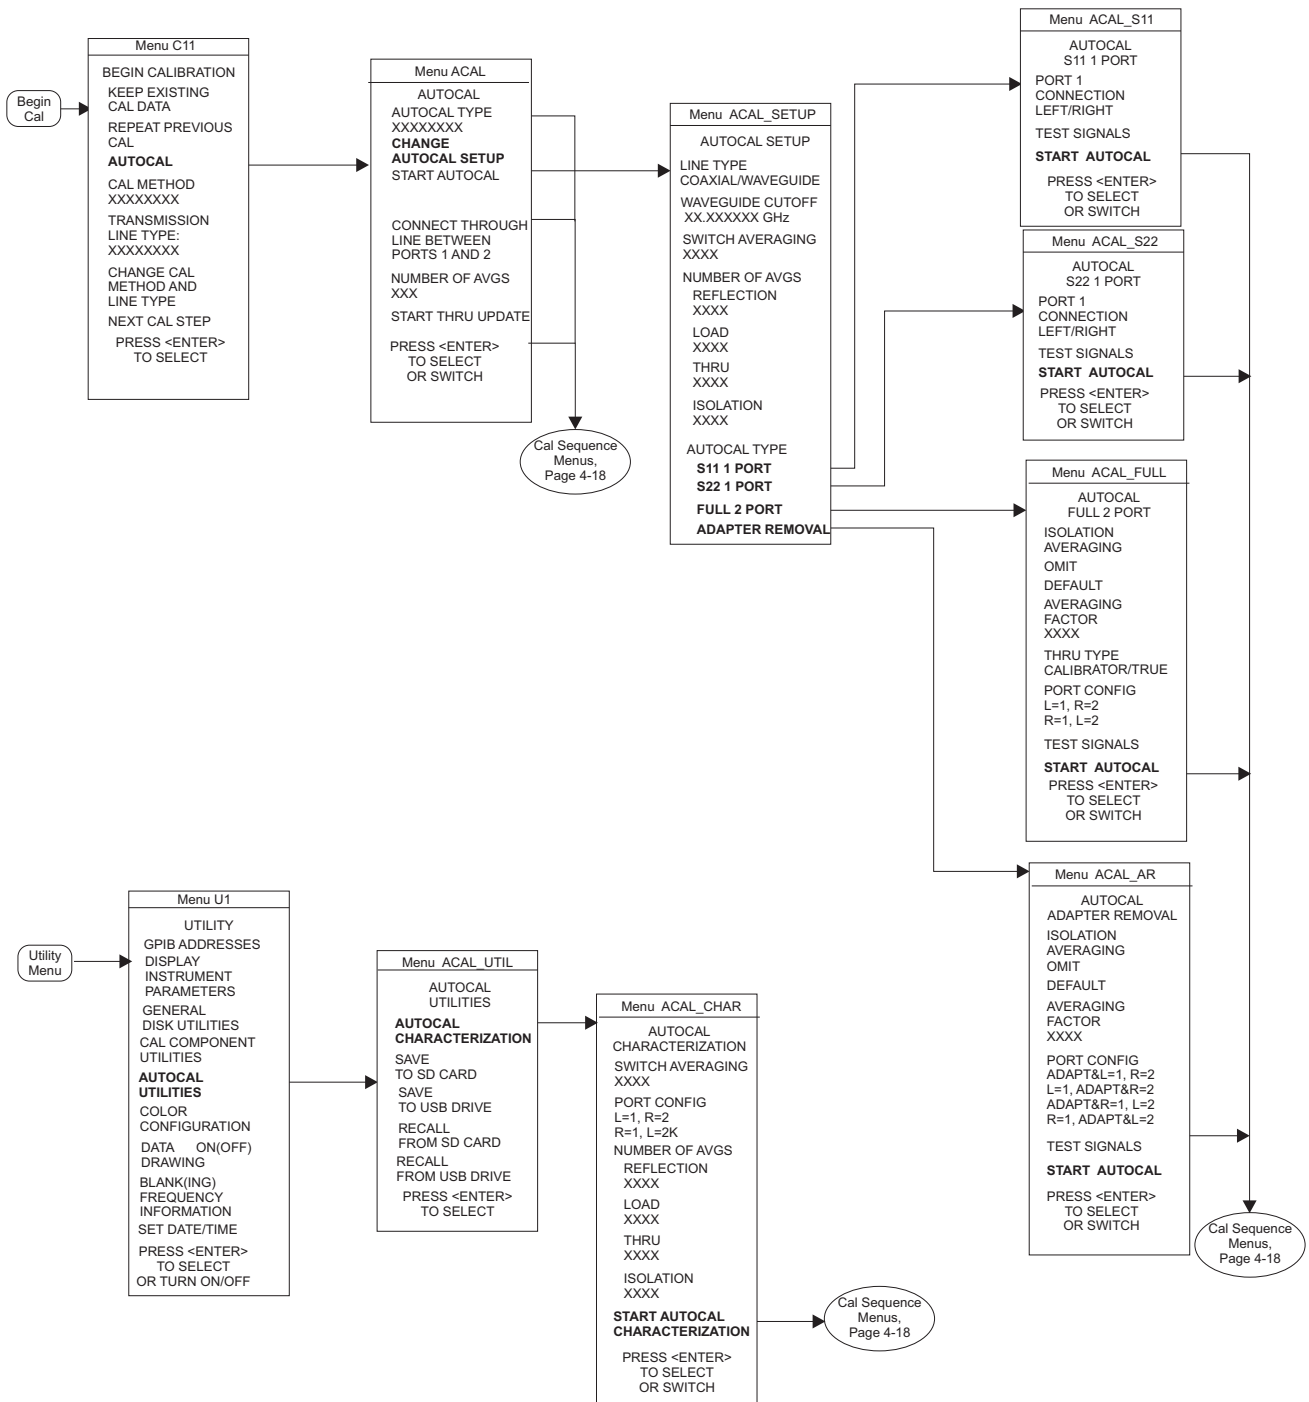 Begin
Cal
Menu C11
BEGIN CALIBRATION
KEEP EXISTING
CAL DATA
REPEAT PREVIOUS
CAL
AUTOCAL
CAL METHOD
XXXXXXXX
TRANSMISSION
LINE TYPE:
XXXXXXXX
CHANGE CAL
METHOD AND
LINE TYPE
NEXT CAL STEP
PRESS <ENTER>
TO SELECT
Menu ACAL
AUTOCAL
AUTOCAL TYPE
XXXXXXXX
CHANGE
AUTOCAL SETUP
START AUTOCAL
CONNECT THROUGH
LINE BETWEEN
PORTS 1 AND 2
NUMBER OF AVGS
XXX
START THRU UPDATE
PRESS <ENTER>
TO SELECT
OR SWITCH
Cal Sequence
Menus,
Page 4-18
Menu ACAL_SETUP
AUTOCAL SETUP
LINE TYPE
COAXIAL/WAVEGUIDE
WAVEGUIDE CUTOFF
XX.XXXXXX GHz
SWITCH AVERAGING
XXXX
NUMBER OF AVGS
REFLECTION
XXXX
LOAD
XXXX
THRU
XXXX
ISOLATION
XXXX
AUTOCAL TYPE
S11 1 PORT
S22 1 PORT
FULL 2 PORT
ADAPTER REMOVAL
Menu ACAL_S11
AUTOCAL
S11 1 PORT
PORT 1
CONNECTION
LEFT/RIGHT
TEST SIGNALS
START AUTOCAL
PRESS <ENTER>
TO SELECT
OR SWITCH
Menu ACAL_S22
AUTOCAL
S22 1 PORT
PORT 1
CONNECTION
LEFT/RIGHT
TEST SIGNALS
START AUTOCAL
PRESS <ENTER>
TO SELECT
OR SWITCH
Menu ACAL_FULL
AUTOCAL
FULL 2 PORT
ISOLATION
AVERAGING
OMIT
DEFAULT
AVERAGING
FACTOR
XXXX
THRU TYPE
CALIBRATOR/TRUE
PORT CONFIG
L=1, R=2
R=1, L=2
TEST SIGNALS
START AUTOCAL
PRESS <ENTER>
TO SELECT
OR SWITCH
Menu ACAL_AR
AUTOCAL
ADAPTER REMOVAL
ISOLATION
AVERAGING
OMIT
DEFAULT
AVERAGING
FACTOR
XXXX
PORT CONFIG
ADAPT&L=1, R=2
L=1, ADAPT&R=2
ADAPT&R=1, L=2
R=1, ADAPT&L=2
TEST SIGNALS
START AUTOCAL
PRESS <ENTER>
TO SELECT
OR SWITCH
Cal Sequence
Menus,
Page 4-18
Utility
Menu
Menu U1
UTILITY
GPIB ADDRESSES
DISPLAY
INSTRUMENT
PARAMETERS
GENERAL
DISK UTILITIES
CAL COMPONENT
UTILITIES
AUTOCAL
UTILITIES
COLOR
CONFIGURATION
DATA ON(OFF)
DRAWING
BLANK(ING)
FREQUENCY
INFORMATION
SET DATE/TIME
PRESS <ENTER>
TO SELECT
OR TURN ON/OFF
Menu ACAL_UTIL
AUTOCAL
UTILITIES
AUTOCAL
CHARACTERIZATION
SAVE
TO SD CARD
SAVE
TO USB DRIVE
RECALL
FROM SD CARD
RECALL
FROM USB DRIVE
PRESS <ENTER>
TO SELECT
Menu ACAL_CHAR
AUTOCAL
CHARACTERIZATION
SWITCH AVERAGING
XXXX
PORT CONFIG
L=1, R=2
R=1, L=2K
NUMBER OF AVGS
REFLECTION
XXXX
LOAD
XXXX
THRU
XXXX
ISOLATION
XXXX
START AUTOCAL
CHARACTERIZATION
PRESS <ENTER>
TO SELECT
OR SWITCH
Cal Sequence
Menus,
Page 4-18